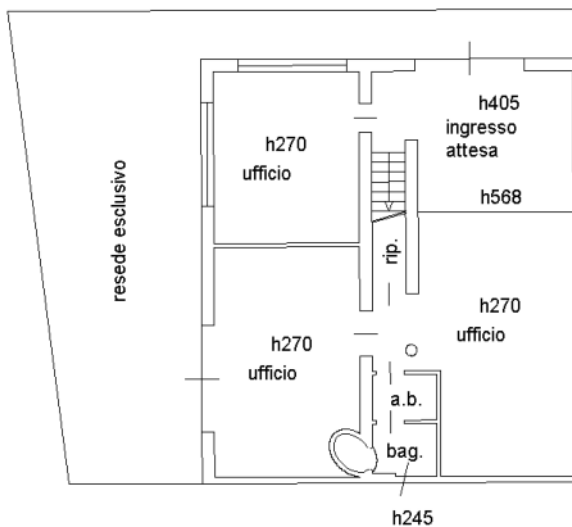 h405
ingresso
attesa
h568
h270
ufficio
resede esclusivo
rip.
h270
ufficio
h270
ufficio
a.b.
bag.
h245